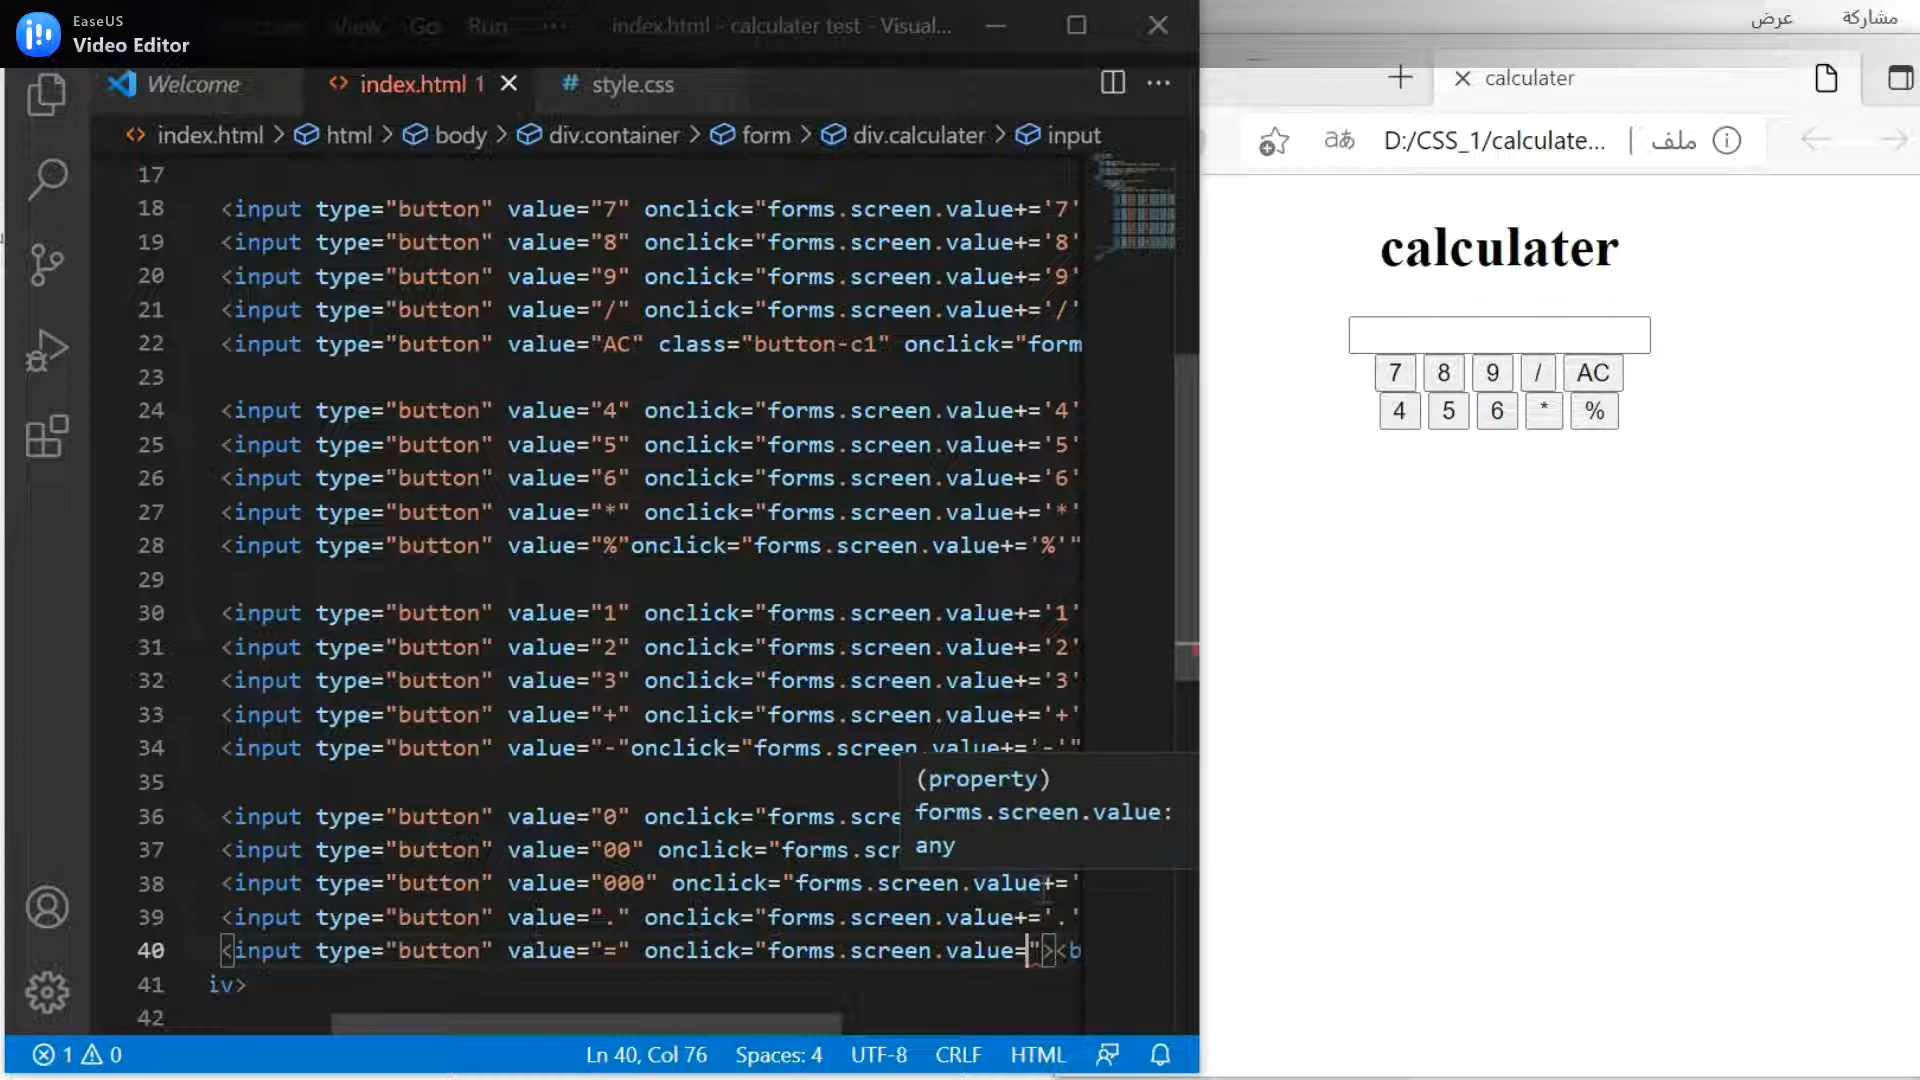 EaseUS
Video Editor
View Go Run ... index.html - calculater test - Visual...
Welcome
<> index.html 1
# style.css
<> index.html > html > body > div.container > form > div.calculater > input
17
18 <input type="button" value="7" onclick="forms.screen.value+='7'
19 <input type="button" value="8" onclick="forms.screen.value+='8'
20 <input type="button" value="9" onclick="forms.screen.value+='9'
21 <input type="button" value="/" onclick="forms.screen.value+='/'
22 <input type="button" value="AC" class="button-c1" onclick="form
23
24 <input type="button" value="4" onclick="forms.screen.value+='4'
25 <input type="button" value="5" onclick="forms.screen.value+='5'
26 <input type="button" value="6" onclick="forms.screen.value+='6'
27 <input type="button" value="*" onclick="forms.screen.value+='*'
28 <input type="button" value="%"onclick="forms.screen.value+='%'"
29
30 <input type="button" value="1" onclick="forms.screen.value+='1'
31 <input type="button" value="2" onclick="forms.screen.value+='2'
32 <input type="button" value="3" onclick="forms.screen.value+='3'
33 <input type="button" value="+" onclick="forms.screen.value+='+'
34 <input type="button" value="-"onclick="forms.screen.value+='-'"
35
36 <input type="button" value="0" onclick="forms.scre
37 <input type="button" value="00" onclick="forms.scr
38 <input type="button" value="000" onclick="forms.screen.value+='
39 <input type="button" value="." onclick="forms.screen.value+='.'
40 <input type="button" value="=" onclick="forms.screen.value="><b
41 iv>
42
(property)
forms.screen.value:
any
1 0 Ln 40, Col 76 Spaces: 4 UTF-8 CRLF HTML
مشاركة عرض
calculater
D:/CSS_1/calculate... | ملف
aあ
calculater
7 8 9 / AC
4 5 6 * %